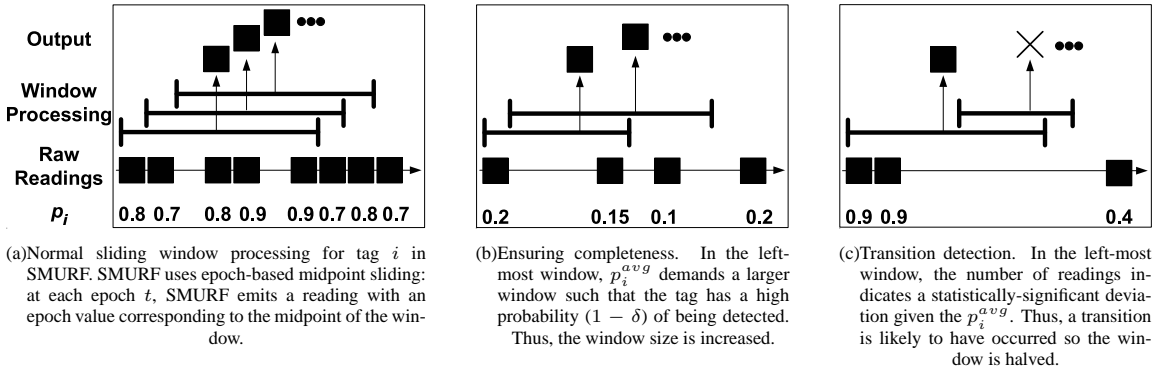 Output
Window
Processing
Raw
Readings
p_i
0.8 0.7 0.8 0.9 0.9 0.7 0.8 0.7
(a)Normal sliding window processing for tag i in
SMURF. SMURF uses epoch-based midpoint sliding:
at each epoch t, SMURF emits a reading with an
epoch value corresponding to the midpoint of the win-
dow.
0.2 0.15 0.1 0.2
(b)Ensuring completeness. In the left-
most window, p_i^{avg} demands a larger
window such that the tag has a high
probability (1 − δ) of being detected.
Thus, the window size is increased.
0.9 0.9 0.4
(c)Transition detection. In the left-most
window, the number of readings in-
dicates a statistically-significant devia-
tion given the p_i^{avg}. Thus, a transition
is likely to have occurred so the win-
dow is halved.